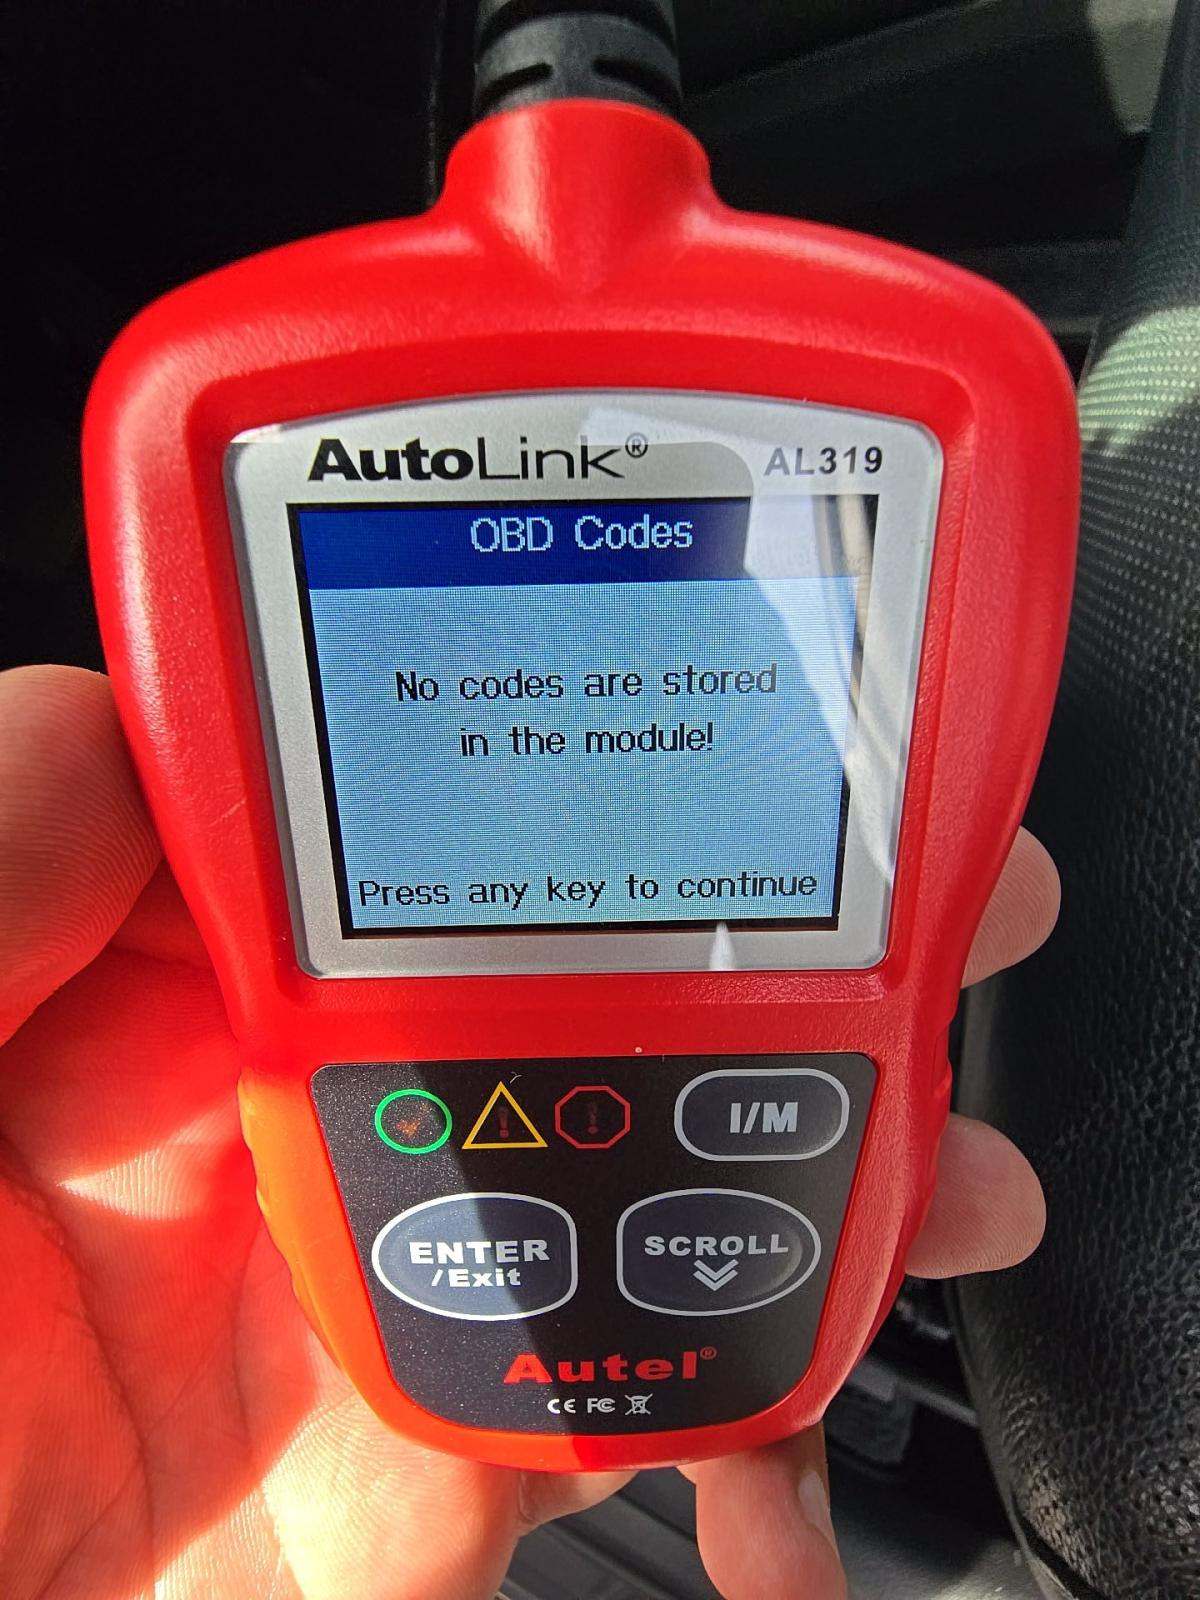 AutoLink®
AL319
OBD Codes
No codes are stored
in the module!
Press any key to continue
I/M
ENTER
/Exit
SCROLL
Autel®
CE FC